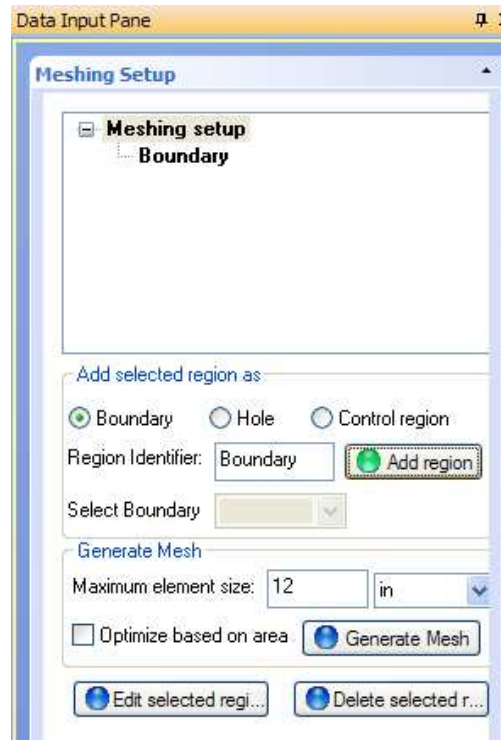 Data Input Pane
Meshing Setup
Meshing setup
Boundary
Add selected region as
Boundary Hole Control region
Region Identifier: Boundary Add region
Select Boundary
Generate Mesh
Maximum element size: 12 in
Optimize based on area Generate Mesh
Edit selected regi... Delete selected r...